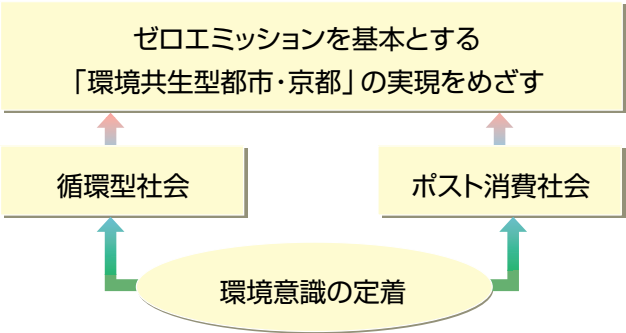 ゼロエミッションを基本とする
「環境共生型都市・京都」の実現をめざす
循環型社会
ポスト消費社会
環境意識の定着